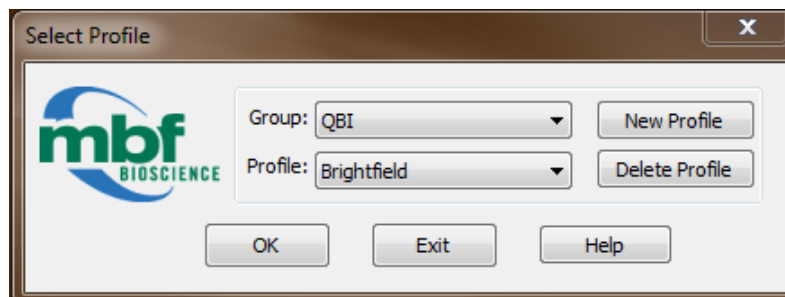 Select Profile
X
mbf
BIOSCIENCE
Group: QBI
New Profile
Profile: Brightfield
Delete Profile
OK
Exit
Help